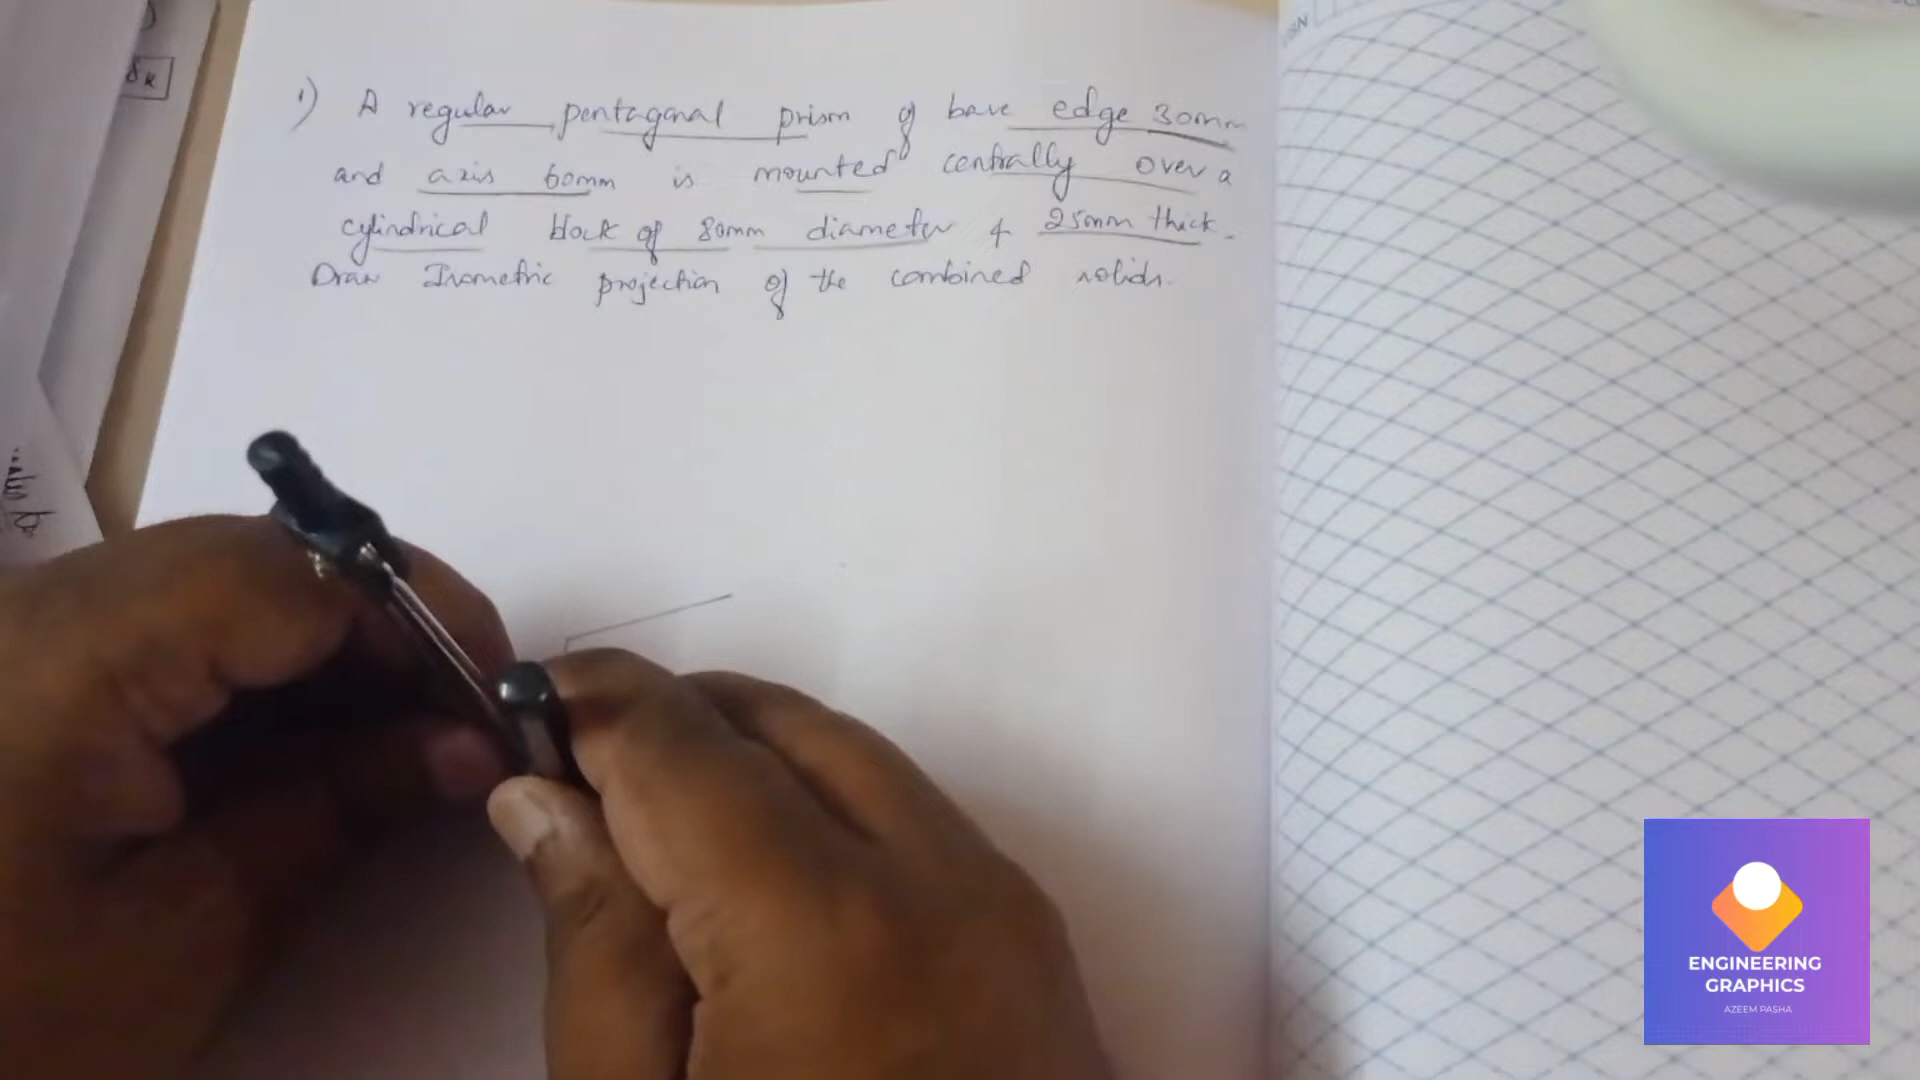 1) A regular pentagonal prism of base edge 30mm
and axis 60mm is mounted centrally over a
cylindrical block of 80mm diameter & 25mm thick.
Draw Isometric projection of the combined solids.
ENGINEERING
GRAPHICS
AZEEM PASHA